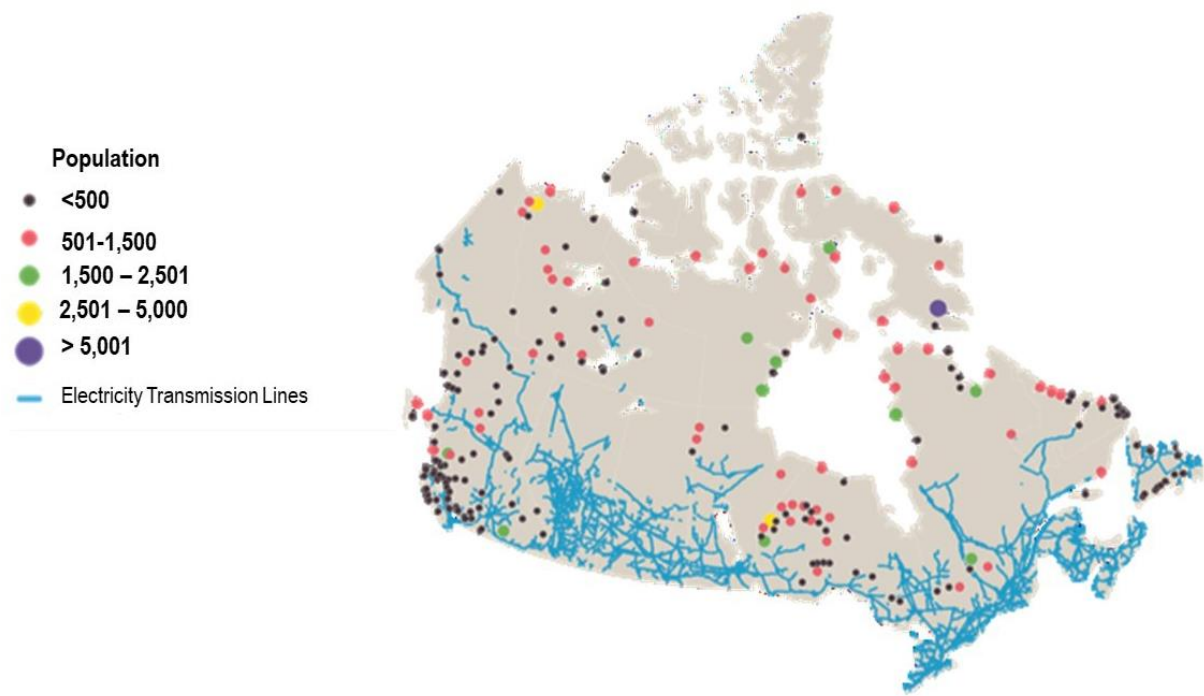 Population
<500
501-1,500
1,500 – 2,501
2,501 – 5,000
> 5,001
Electricity Transmission Lines